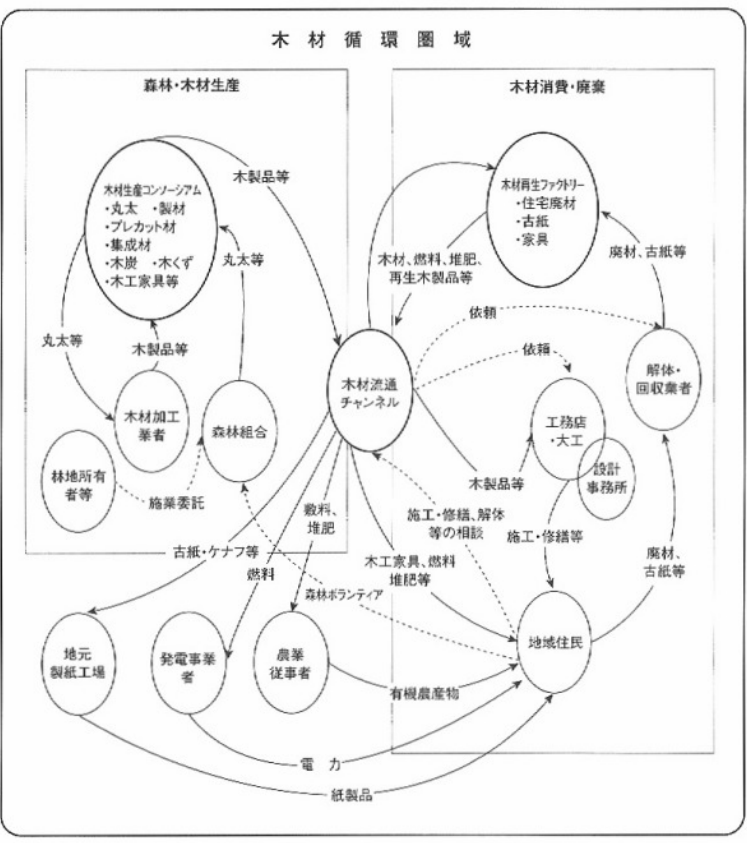 木材循環圏域
森林・木材生産
木材消費・廃棄
木材生産コンソーシアム
・丸太 ・製材
・プレカット材
・集成材
・木炭 ・木くず
・木工家具等
木製品等
木材再生ファクトリー
・住宅廃材
・古紙
・家具
丸太等
木材、燃料、堆肥、
再生木製品等
廃材、古紙等
依頼
丸太等
木製品等
依頼
木材流通
チャンネル
解体・
回収業者
木材加工
業者
森林組合
工務店
・大工
林地所有
者等
施業委託
木製品等
設計
事務所
敷料、
堆肥
施工・修繕、解体
等の相談
施工・修繕等
古紙・ケナフ等
燃料
木工家具、燃料
堆肥等
廃材、
古紙等
森林ボランティア
地元
製紙工場
発電事業
者
農業
従事者
地域住民
有機農産物
電力
紙製品